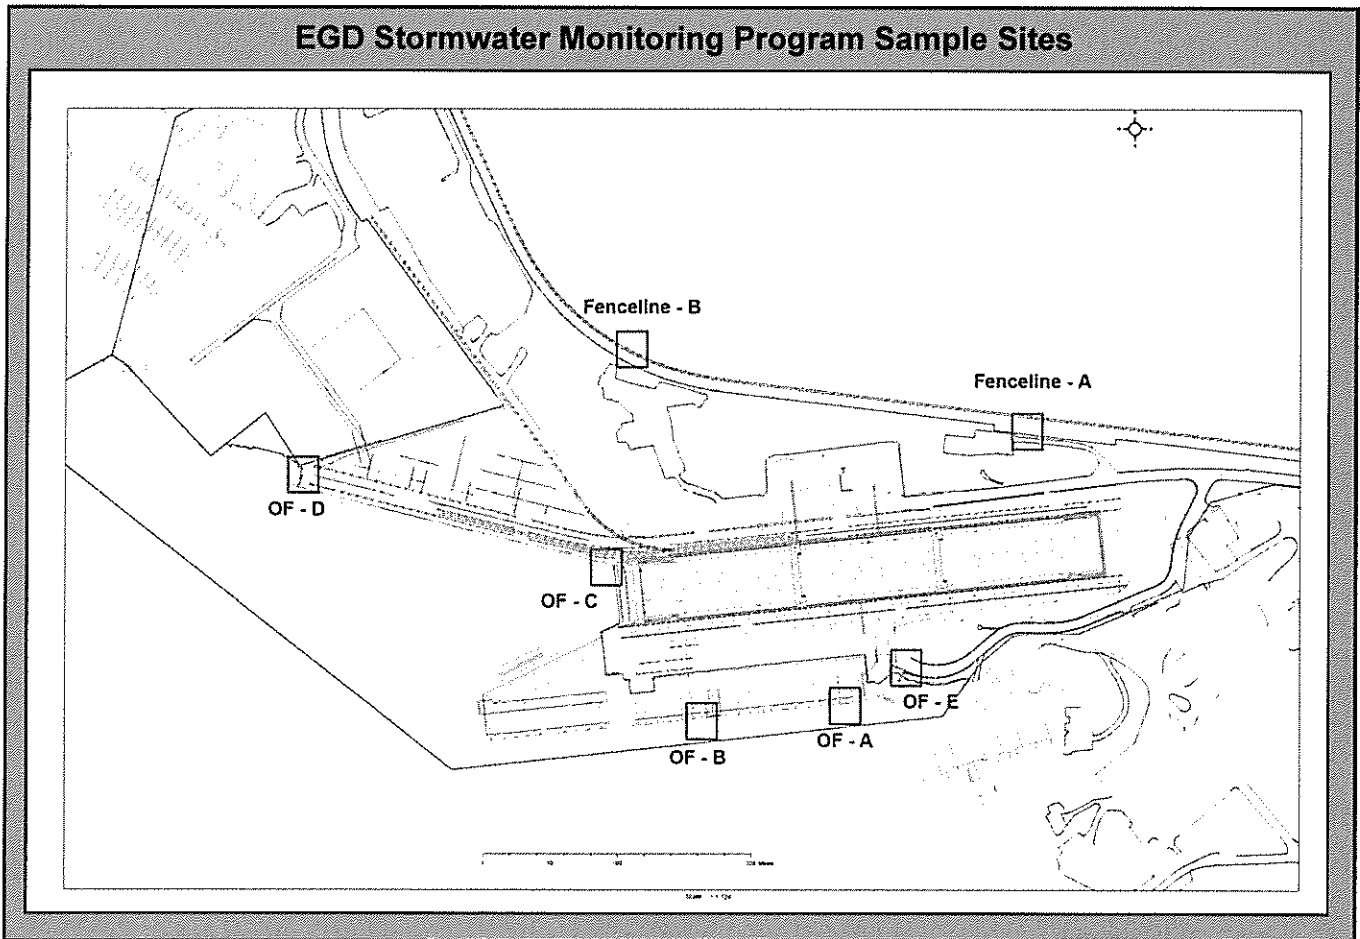 EGD Stormwater Monitoring Program Sample Sites
Fenceline - B
Fenceline - A
OF - D
OF - C
OF - E
OF - A
OF - B